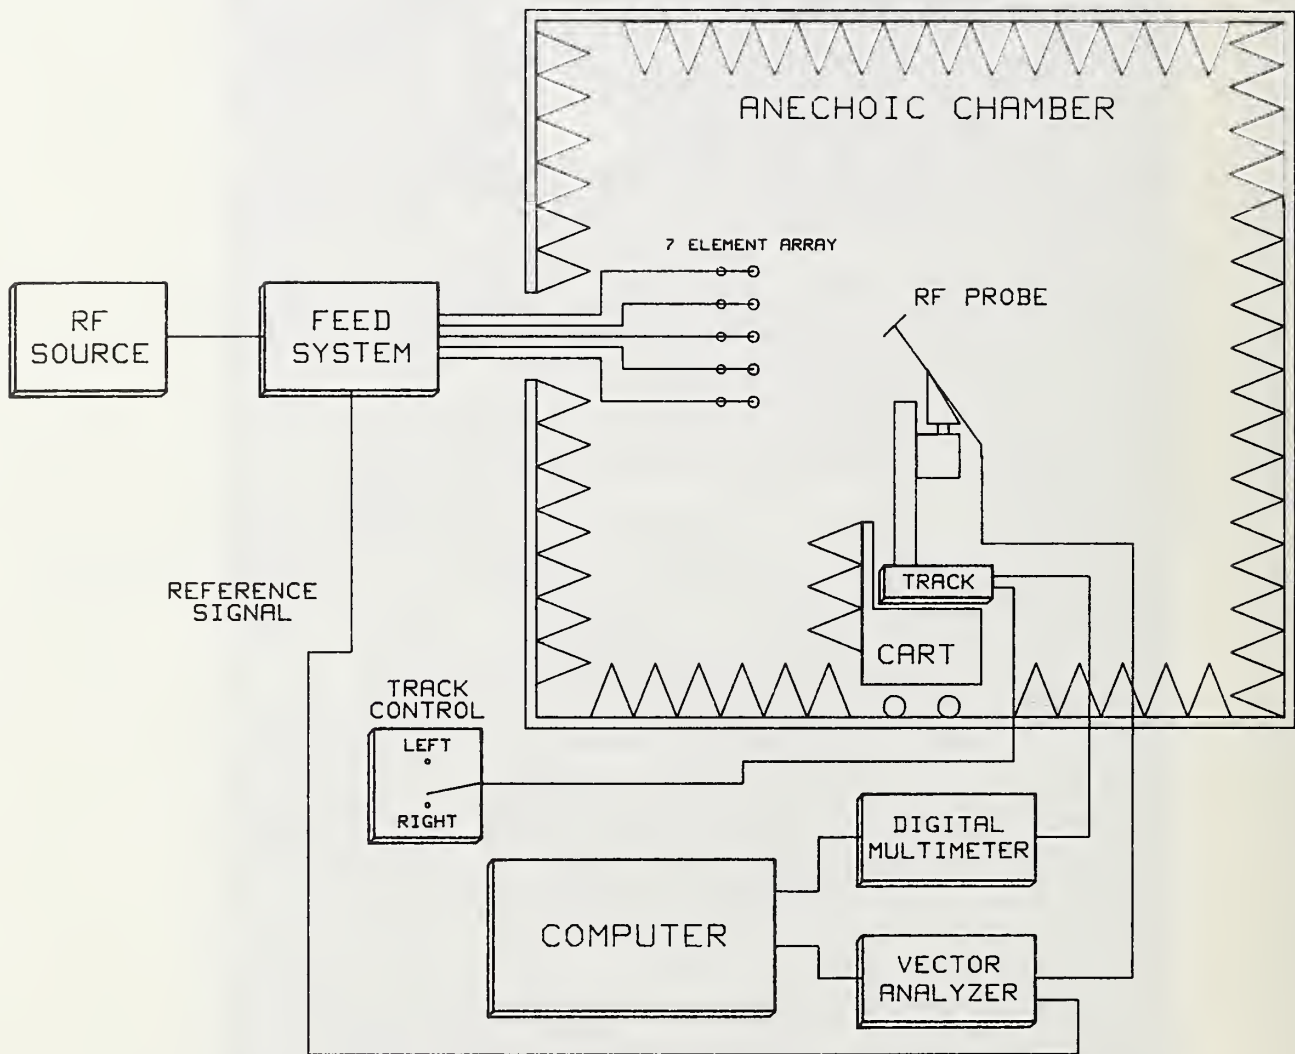 ANECHOIC CHAMBER
7 ELEMENT ARRAY
RF PROBE
RF
SOURCE
FEED
SYSTEM
REFERENCE
SIGNAL
TRACK
CART
TRACK
CONTROL
LEFT
RIGHT
DIGITAL
MULTIMETER
COMPUTER
VECTOR
ANALYZER